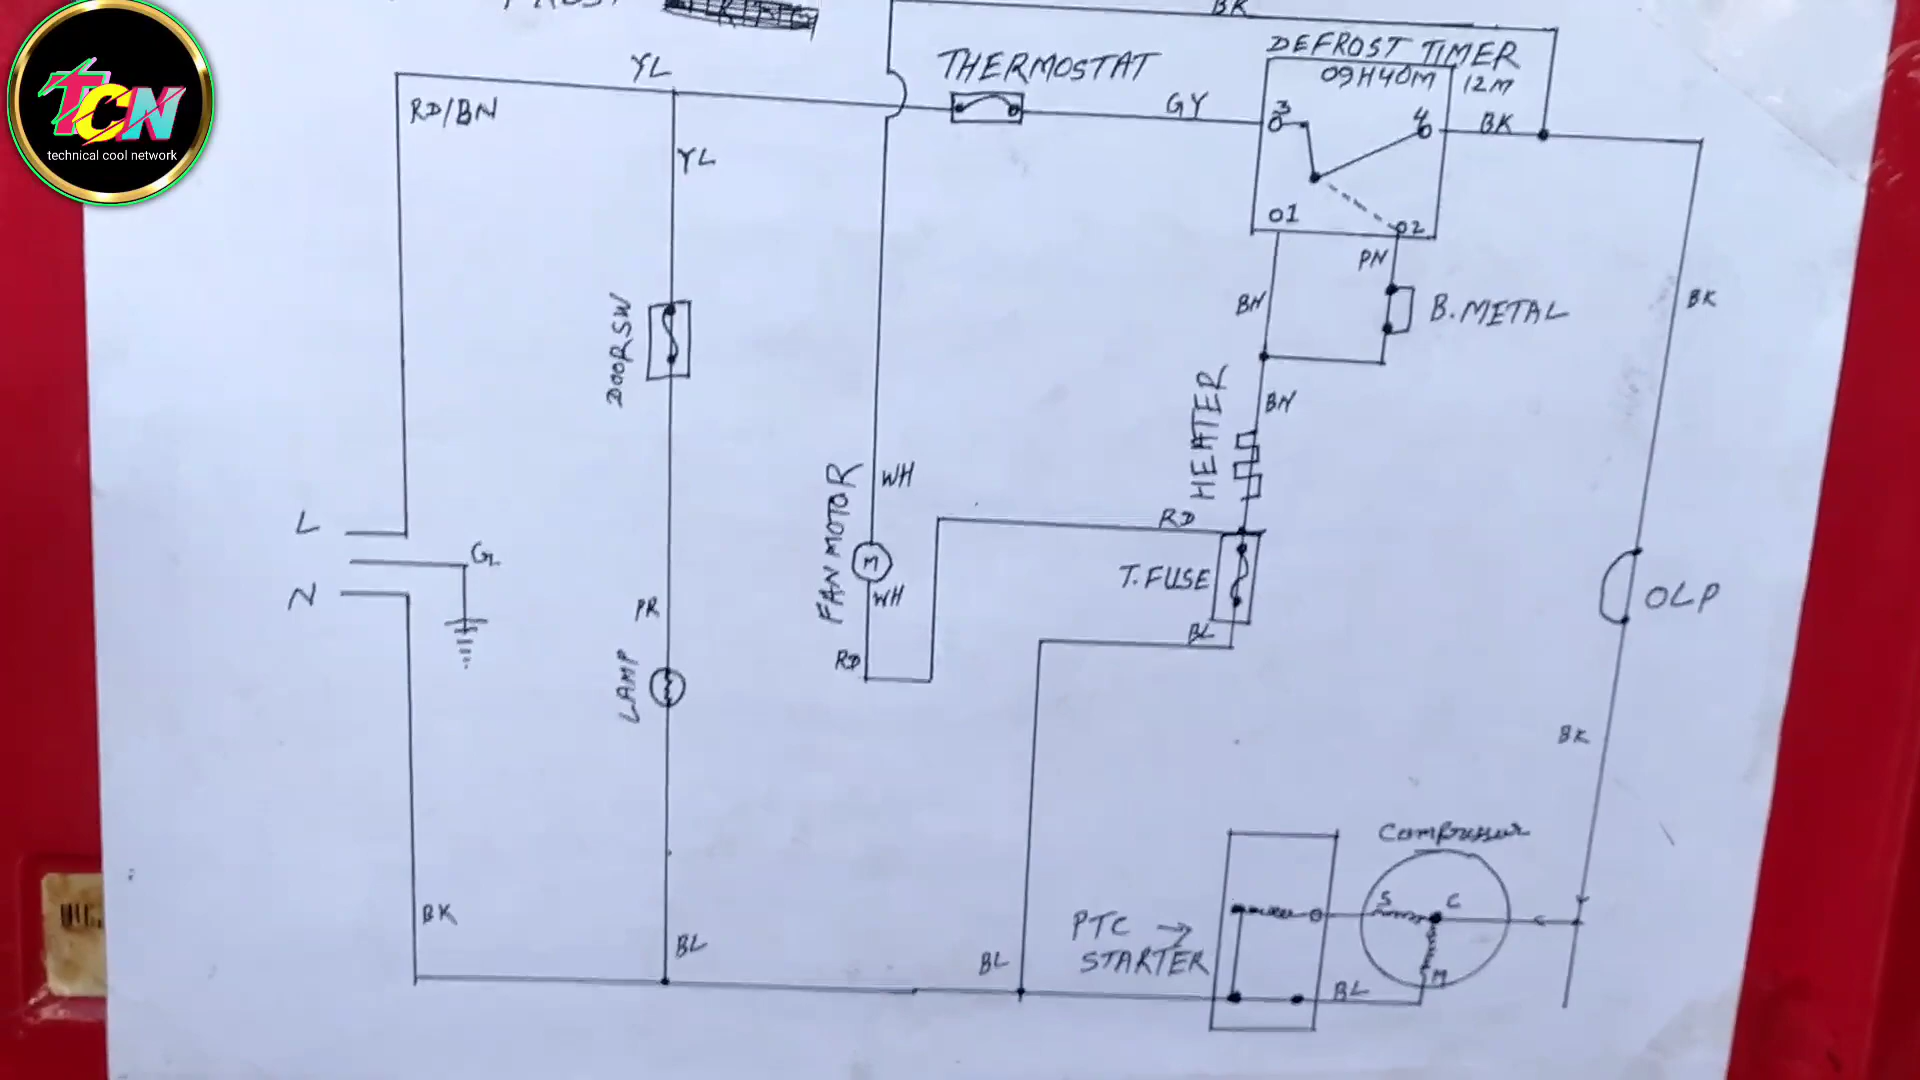 BK
TCN
technical cool network
YL
RD/BN
THERMOSTAT
GY
DEFROST TIMER
09H40M
12M
3
4
BK
YL
01
02
PN
BN
B.METAL
BK
DOOR SW
HEATER
BN
FAN MOTOR
WH
M
WH
RD
L
G
N
RD
T.FUSE
BL
OLP
PR
LAMP
BK
Compressor
PTC
STARTER
S
C
M
BK
BL
BL
BL